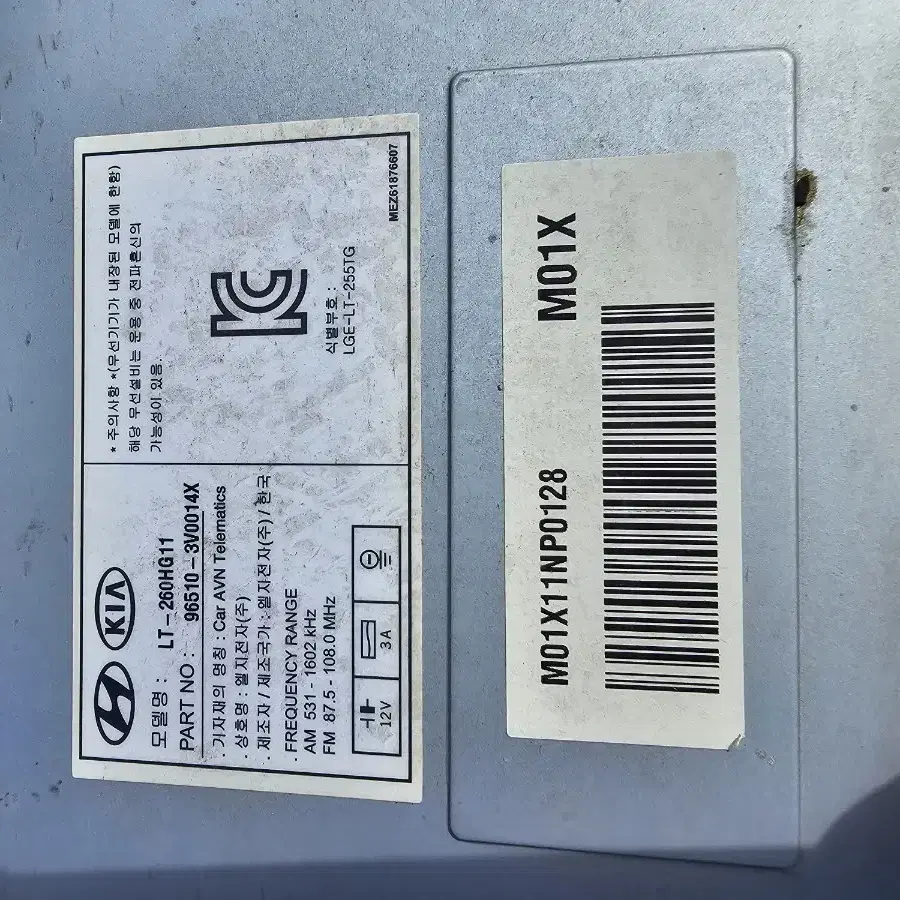 KIA
모델명 : LT-260HG11
PART NO : 96510-3V0014X
· 기자재의 명칭 : Car AVN Telematics
· 상호명 : 엘지전자(주)
· 제조자 / 제조국가 : 엘지전자(주) / 한국
· FREQUENCY RANGE
AM 531 - 1602 kHz
FM 87.5 - 108.0 MHz
12V
3A
* 주의사항 *(무선기기가 내장된 모델에 한함)
해당 무선설비는 운용 중 전파혼신의
가능성이 있음.
식별부호 :
LGE-LT-255TG
MEZ61876607
M01X11NP0128
M01X